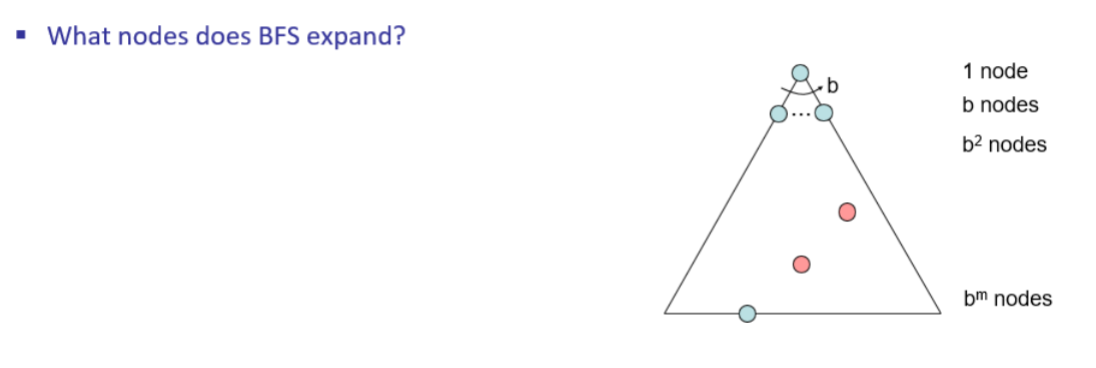 ▪ What nodes does BFS expand?
b
...
1 node
b nodes
b² nodes
bᵐ nodes